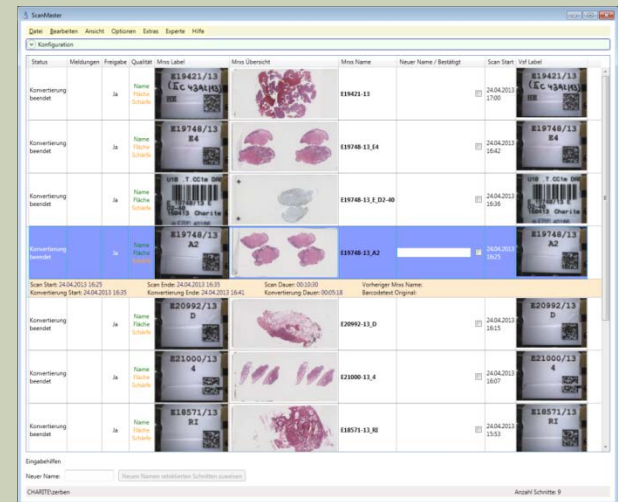 ScanMaster
Datei Bearbeiten Ansicht Optionen Extras Experte Hilfe
Konfiguration
Status Meldungen Freigabe Qualität Mrxs Label Mrxs Übersicht Mrxs Name Neuer Name / Bestätigt Scan Start Vsf Label
Konvertierung beendet Ja Name Fläche Schärfe E19421/13 HE E19421-13 24.04.2013 17:00 E19421/13 HE
Konvertierung beendet Ja Name Fläche Schärfe E19748/13 E4 E19748-13_E4 24.04.2013 16:42 E19748/13 E4
Konvertierung beendet Ja Name Fläche Schärfe E19748-13_E_D2-40 24.04.2013 16:38
Konvertierung beendet Ja Name Fläche Schärfe E19748/13 A2 E19748-13_A2 24.04.2013 16:25 E19748/13 A2
Scan Start: 24.04.2013 16:25 Scan Ende: 24.04.2013 16:35 Scan Dauer: 00:10:30 Vorheriger Mrxs Name:
Konvertierung Start: 24.04.2013 16:35 Konvertierung Ende: 24.04.2013 16:41 Konvertierung Dauer: 00:05:18 Barcodetext Original:
Konvertierung beendet Ja Name Fläche Schärfe E20992/13 D E20992-13_D 24.04.2013 16:15 E20992/13 D
Konvertierung beendet Ja Name Fläche Schärfe E21000/13 4 E21000-13_4 24.04.2013 16:07 E21000/13 4
Konvertierung beendet Ja Name Fläche Schärfe E18571/13 RI E18571-13_RI 24.04.2013 15:53 E18571/13 RI
Eingabehilfen
Neuer Name: Neuen Namen selektierten Schnitten zuweisen
CHARITE\zerben Anzahl Schnitte: 9